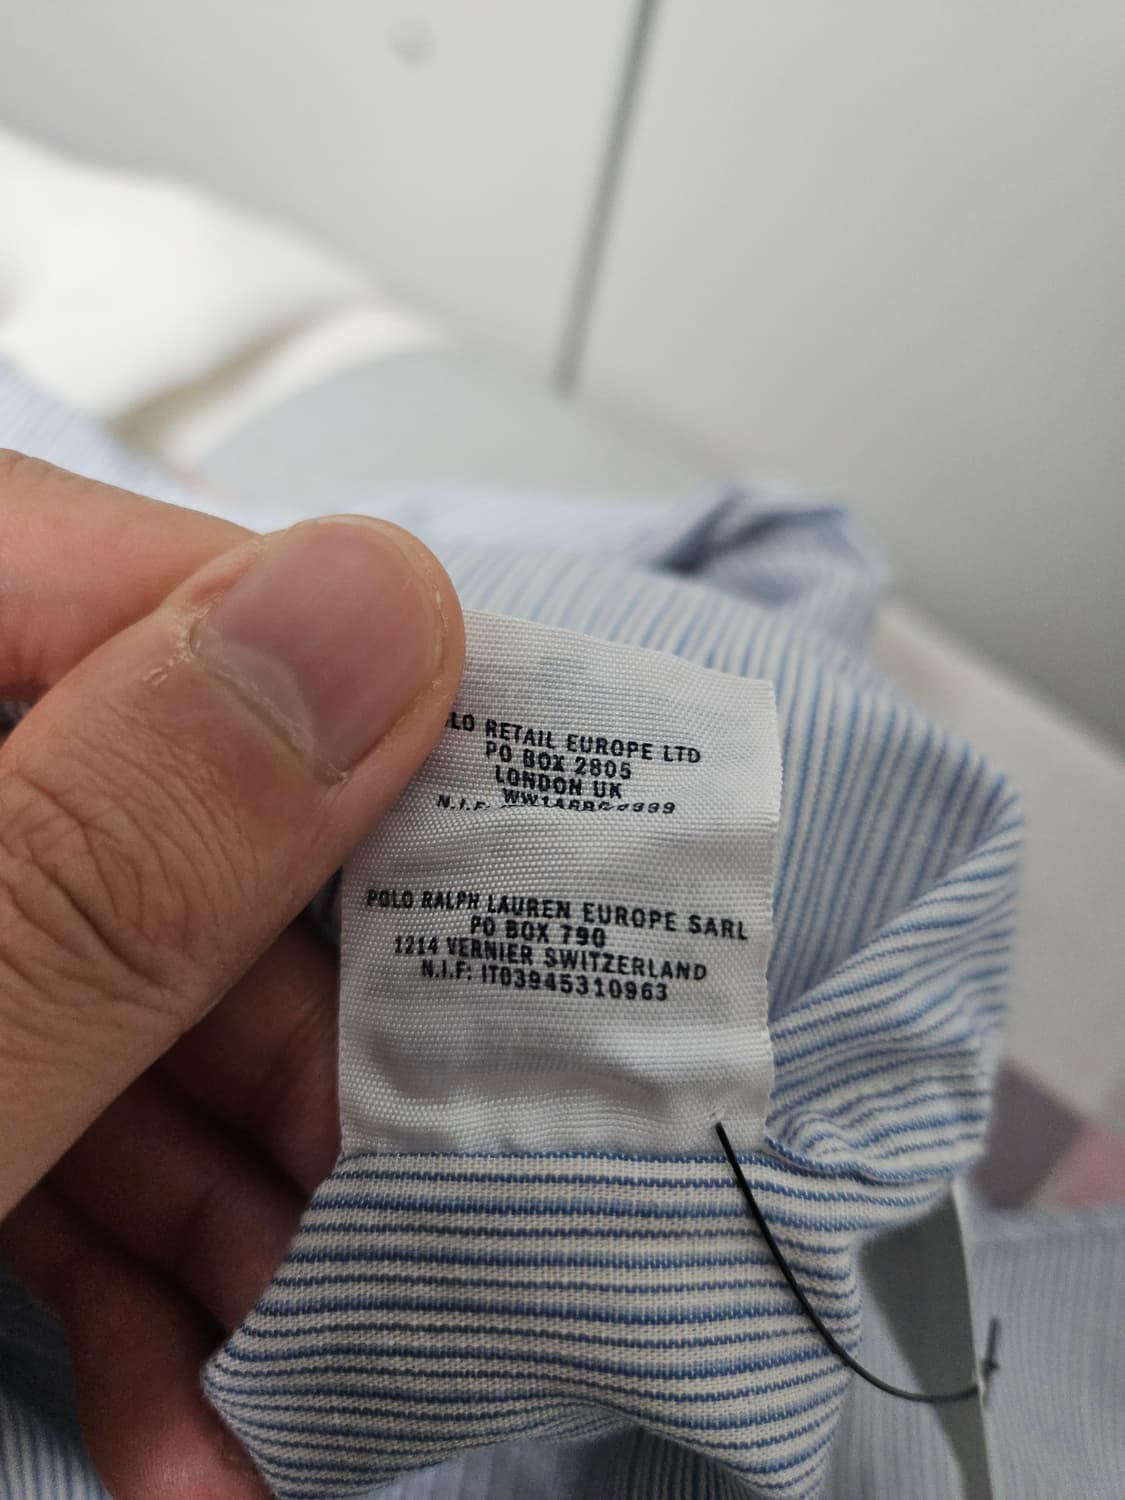 LO RETAIL EUROPE LTD
PO BOX 2805
LONDON UK
N.I.F:
POLO RALPH LAUREN EUROPE SARL
PO BOX 790
1214 VERNIER SWITZERLAND
N.I.F: IT03945310963